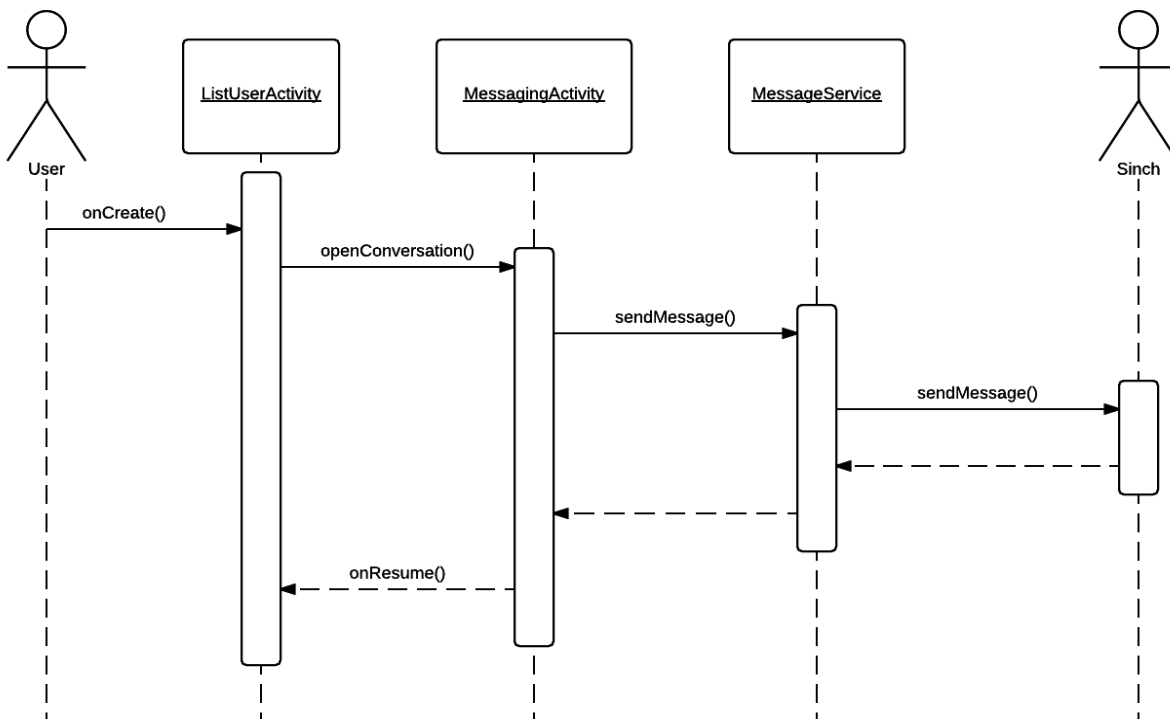 ListUserActivity
MessagingActivity
MessageService
User
Sinch
onCreate()
openConversation()
sendMessage()
sendMessage()
onResume()